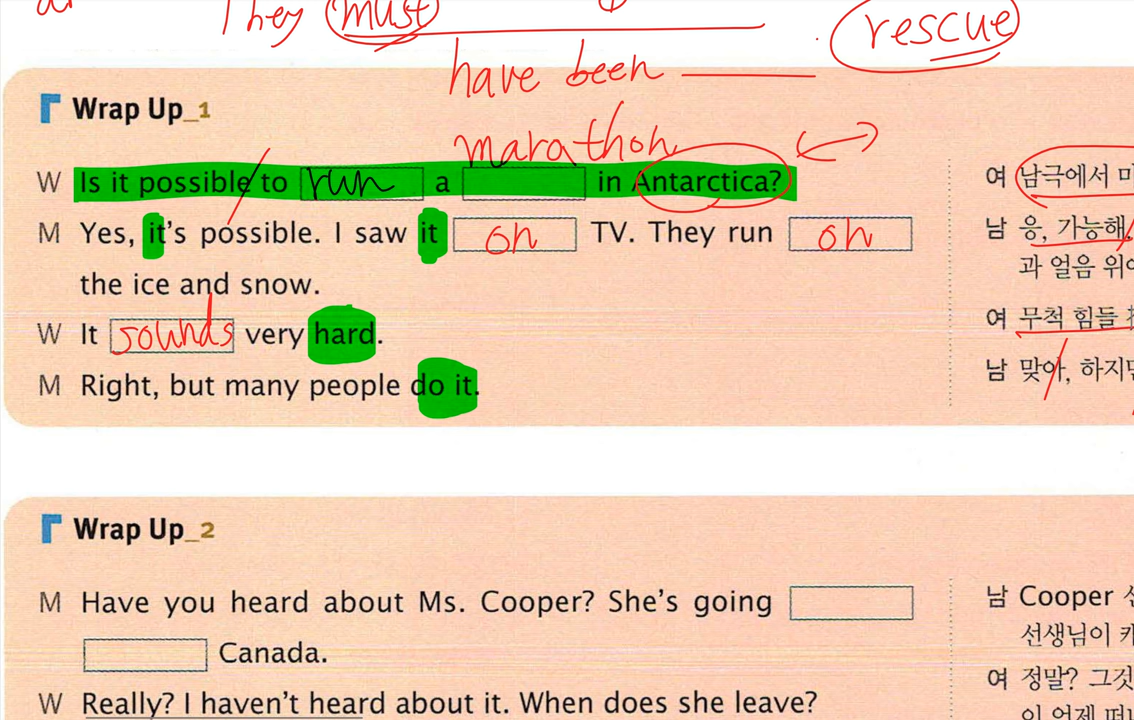 They must
rescue
have been
Wrap Up_1
marathon
W Is it possible to run a in Antarctica?
M Yes, it's possible. I saw it on TV. They run on
the ice and snow.
W It sounds very hard.
M Right, but many people do it.
여 남극에서
남 응, 가능해,
과 얼음 위에
여 무척 힘들
남 맞아, 하지만
Wrap Up_2
M Have you heard about Ms. Cooper? She's going
Canada.
W Really? I haven't heard about it. When does she leave?
남 Cooper
선생님이
여 정말? 그것
이 언제